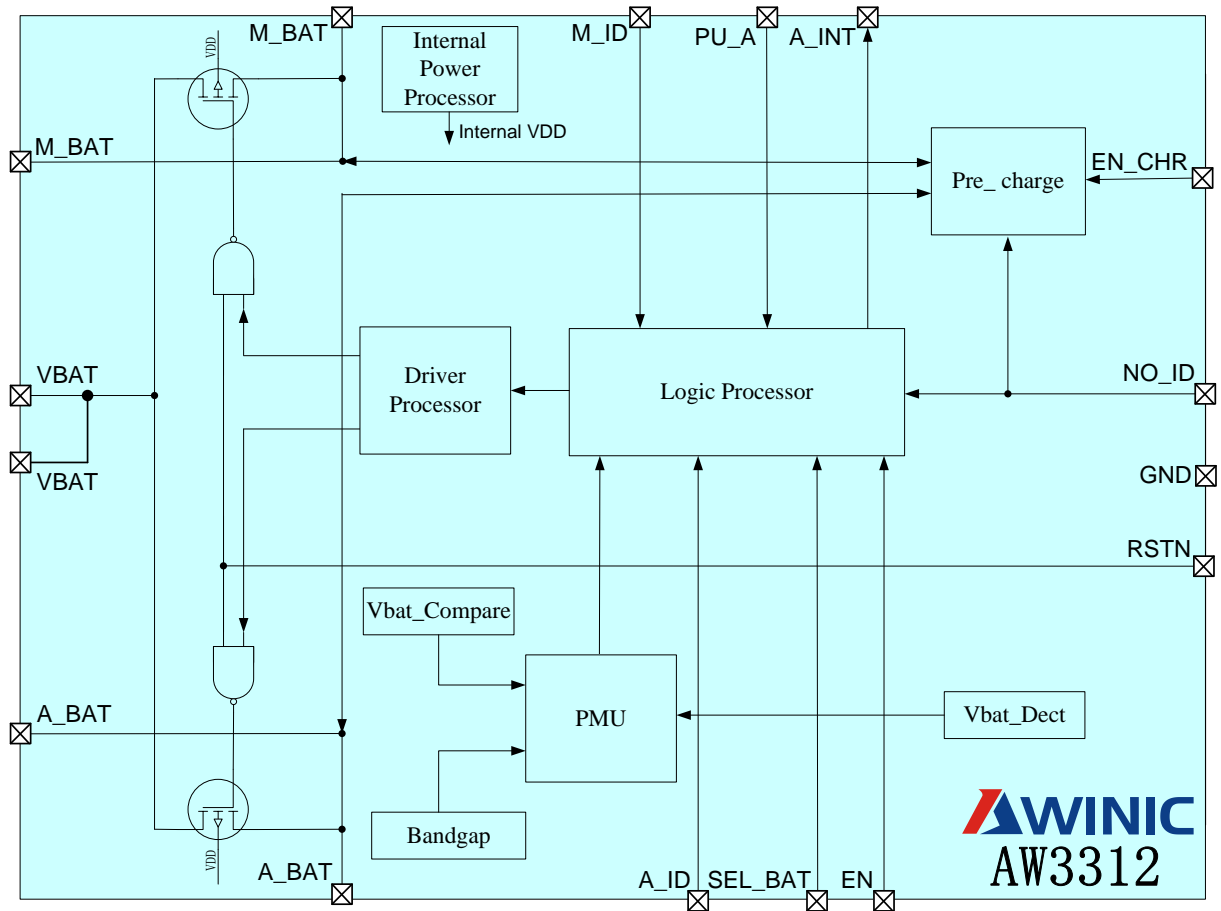 M_BAT
M_ID
PU_A
A_INT
VDD
Internal
Power
Processor
Internal VDD
M_BAT
Pre_ charge
EN_CHR
VBAT
VBAT
Driver
Processor
Logic Processor
NO_ID
GND
RSTN
Vbat_Compare
PMU
Vbat_Dect
A_BAT
Bandgap
VDD
A_BAT
A_ID
SEL_BAT
EN
AWINIC
AW3312